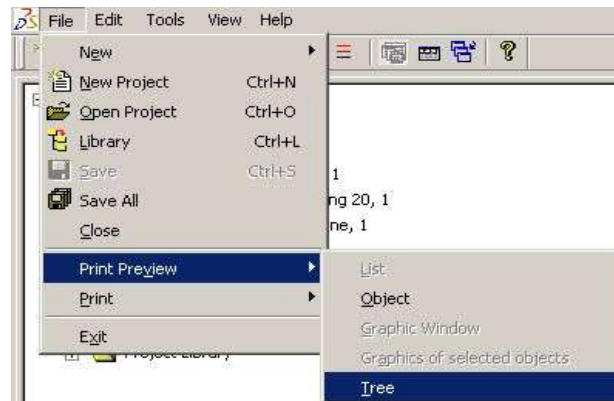 File Edit Tools View Help
New
New Project Ctrl+N
Open Project Ctrl+O
Library Ctrl+L
Save Ctrl+S
1
Save All
ng 20, 1
Close
ne, 1
Print Preview
List
Print
Object
Graphic Window
Exit
Project Library
Graphics of selected objects
Tree